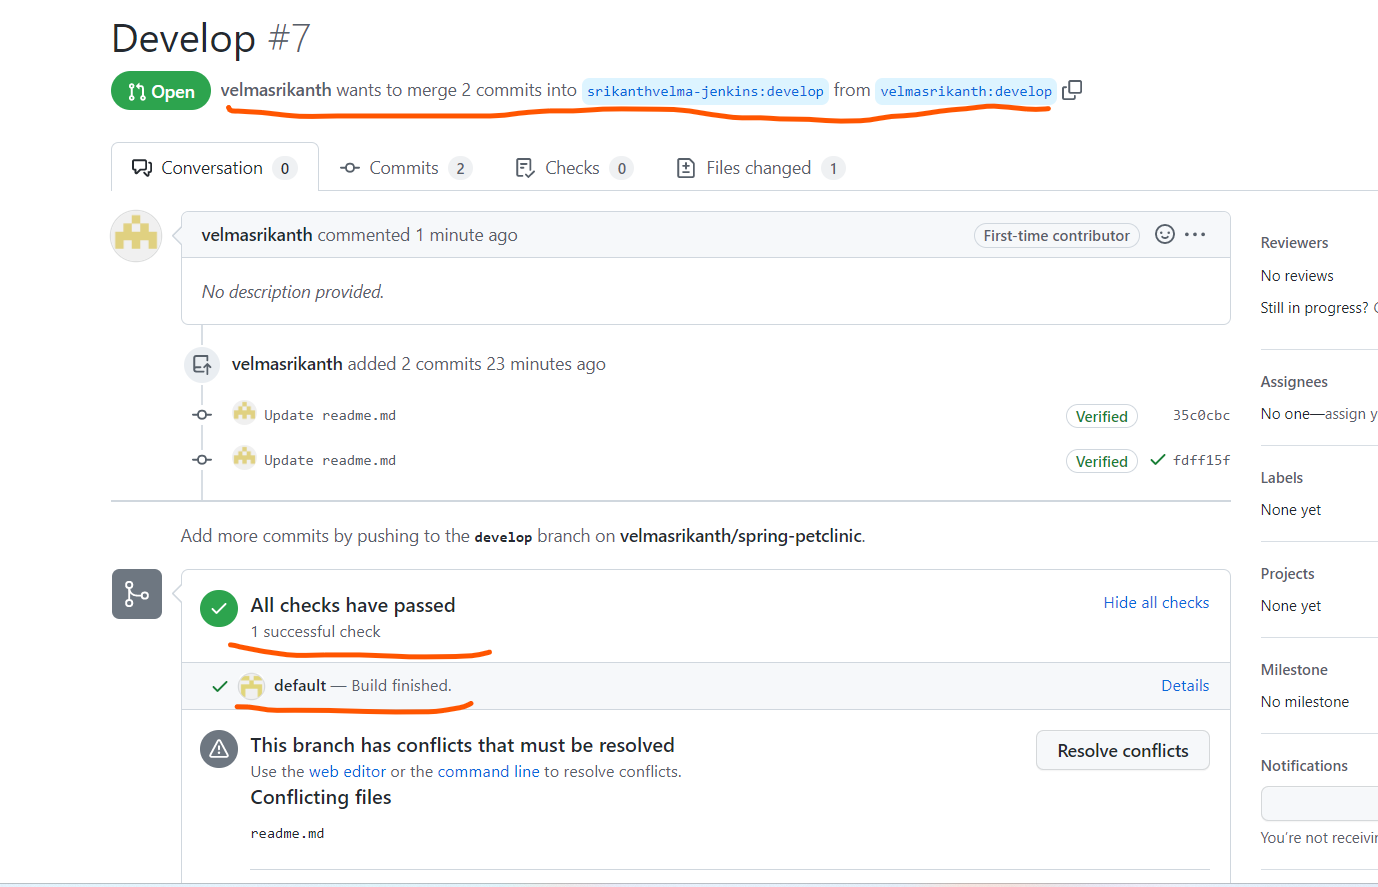 Develop #7
Open velmasrikanth wants to merge 2 commits into srikanthvelma-jenkins:develop from velmasrikanth:develop
Conversation 0 Commits 2 Checks 0 Files changed 1
velmasrikanth commented 1 minute ago First-time contributor
No description provided.
velmasrikanth added 2 commits 23 minutes ago
Update readme.md Verified 35c0cbc
Update readme.md Verified fdff15f
Add more commits by pushing to the develop branch on velmasrikanth/spring-petclinic.
All checks have passed Hide all checks
1 successful check
default — Build finished. Details
This branch has conflicts that must be resolved Resolve conflicts
Use the web editor or the command line to resolve conflicts.
Conflicting files
readme.md
Reviewers
No reviews
Still in progress?
Assignees
No one—assign y
Labels
None yet
Projects
None yet
Milestone
No milestone
Notifications
You're not receivin